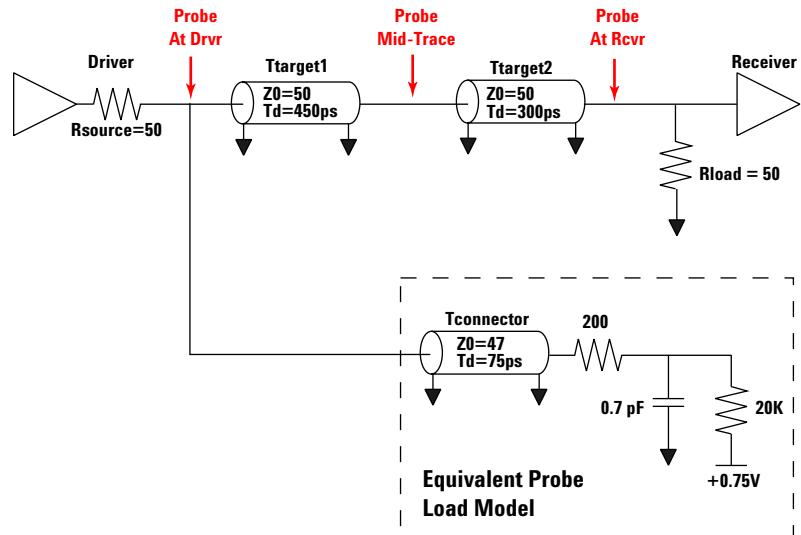 Probe
At Drvr
Probe
Mid-Trace
Probe
At Rcvr
Driver
Ttarget1
Ttarget2
Receiver
Z0=50
Td=450ps
Z0=50
Td=300ps
Rsource=50
Rload = 50
Tconnector
Z0=47
Td=75ps
200
0.7 pF
20K
+0.75V
Equivalent Probe
Load Model